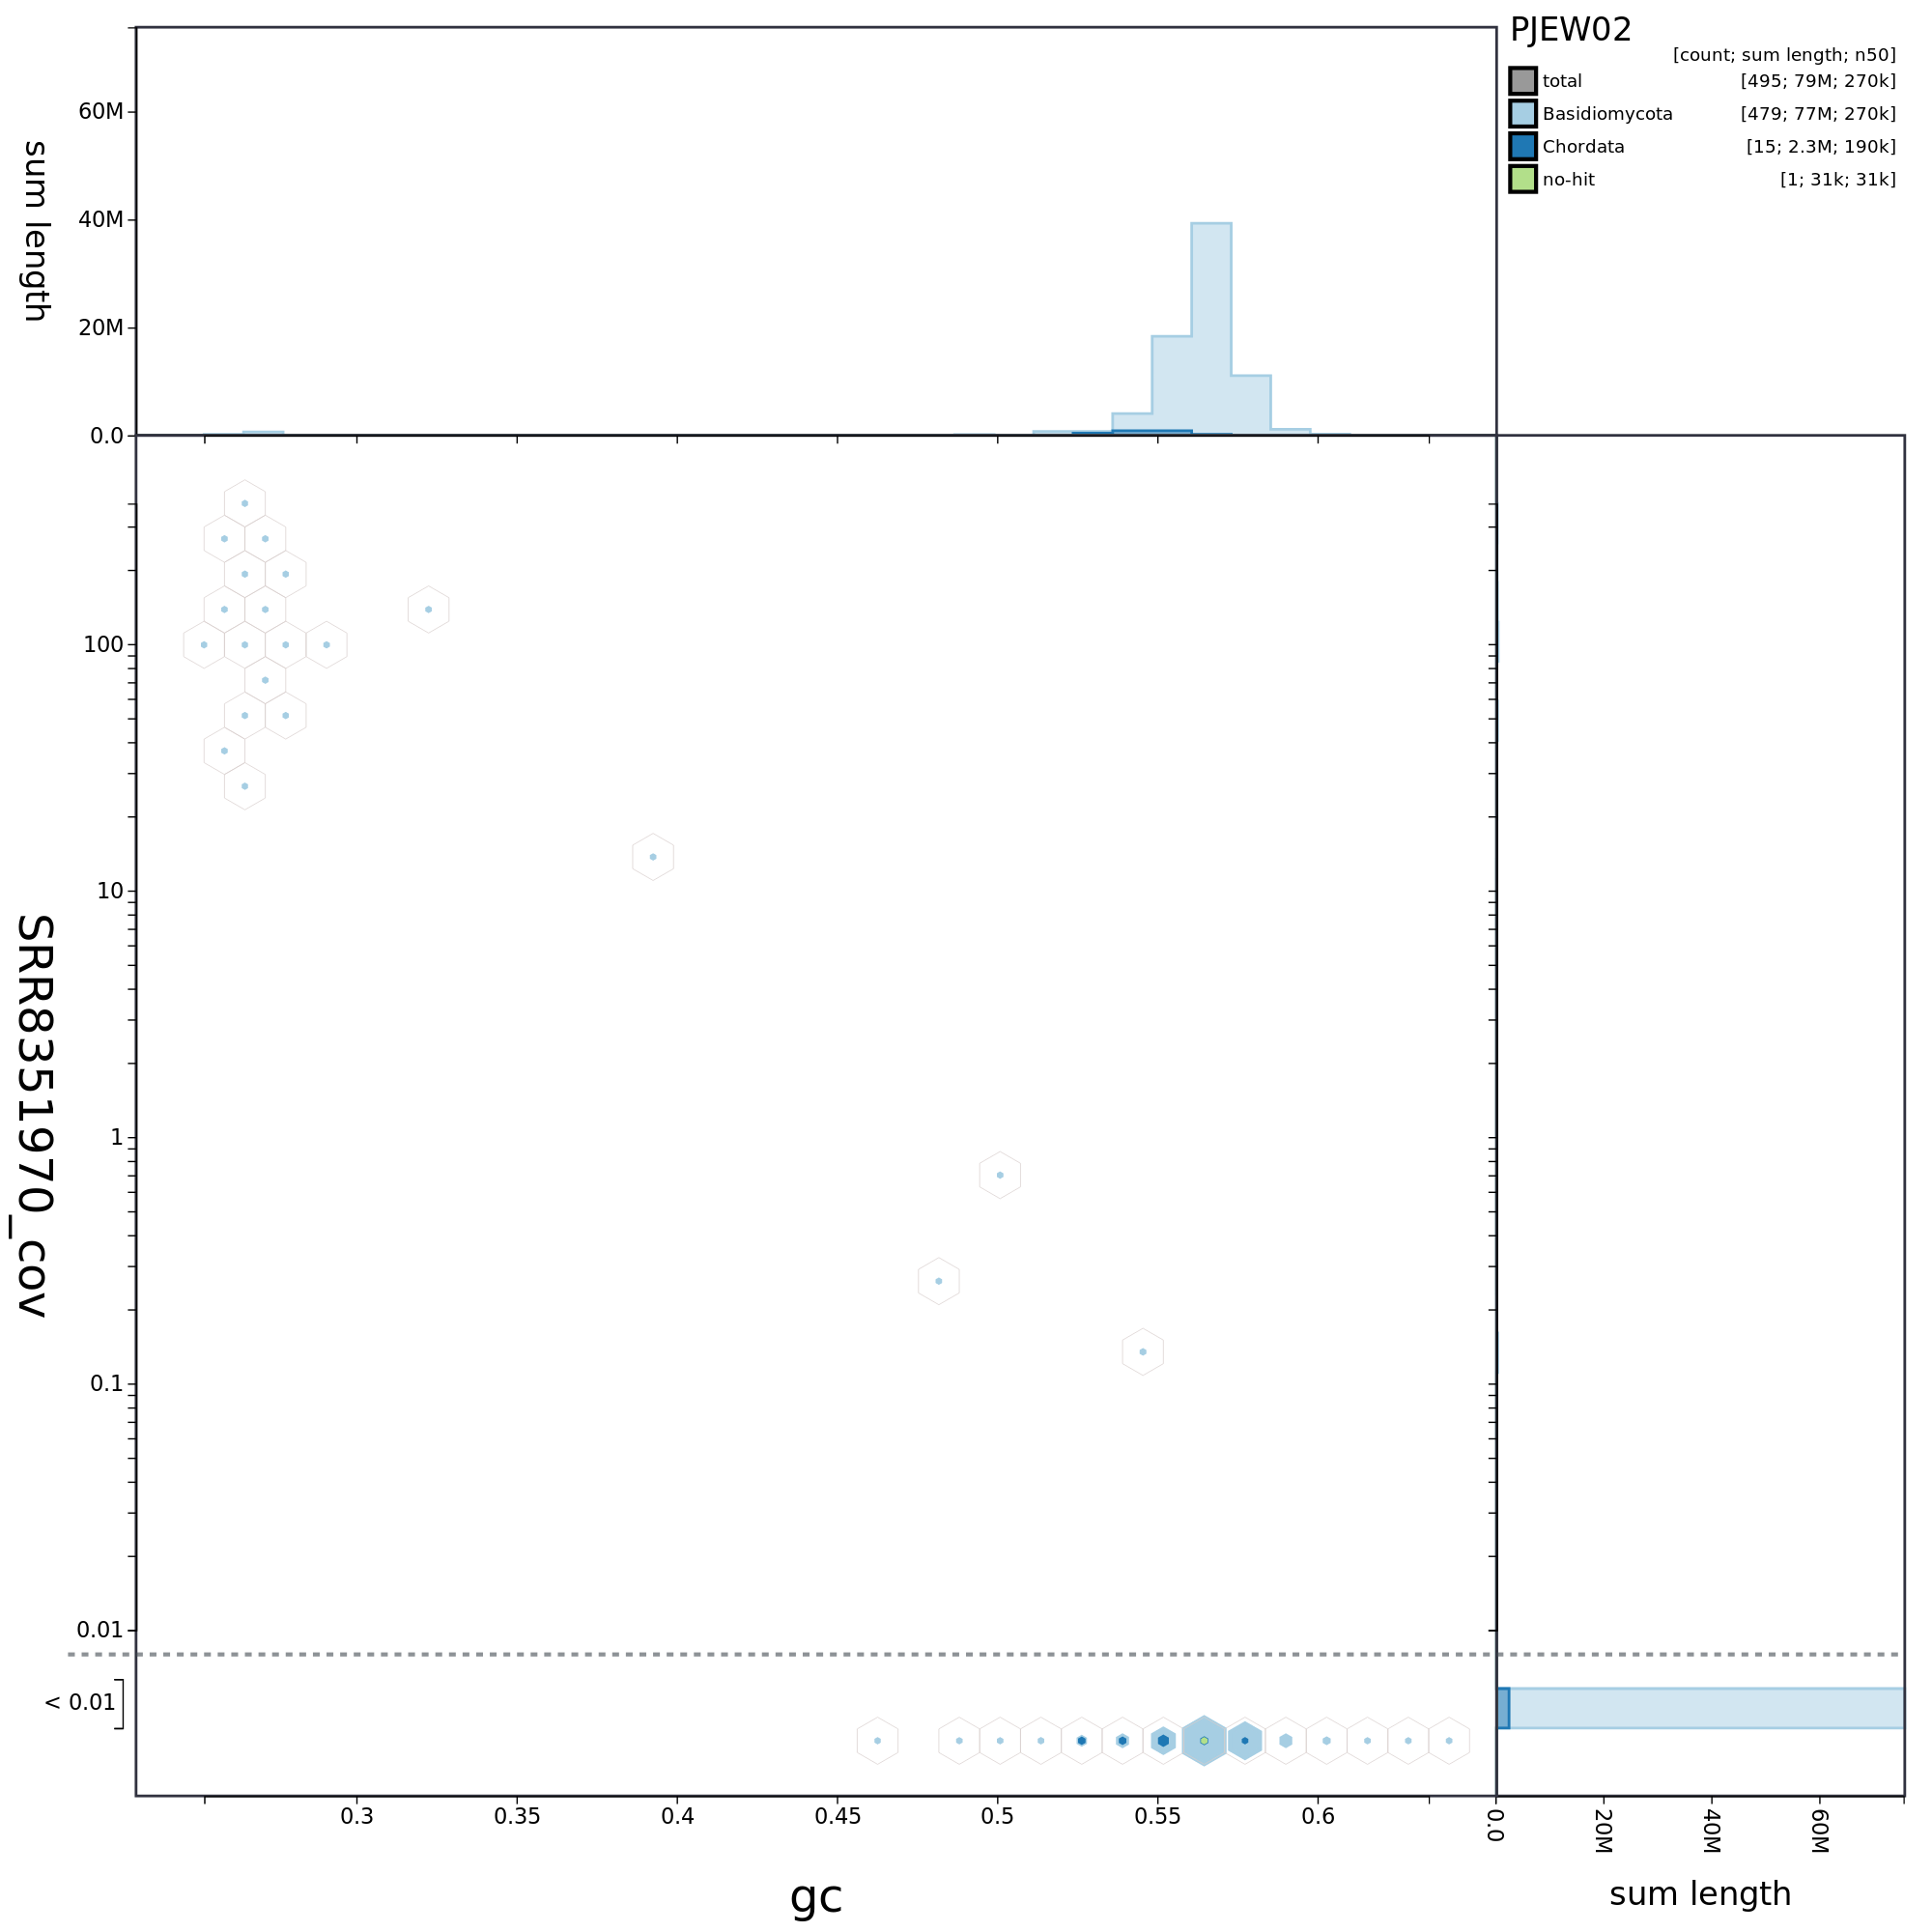 PJEW02
[count; sum length; n50]
total [495; 79M; 270k]
Basidiomycota [479; 77M; 270k]
Chordata [15; 2.3M; 190k]
no-hit [1; 31k; 31k]
sum length
60M
40M
20M
0.0
SRR8351970_cov
100
10
1
0.1
0.01
< 0.01
0.3 0.35 0.4 0.45 0.5 0.55 0.6
gc
0.0 20M 40M 60M
sum length